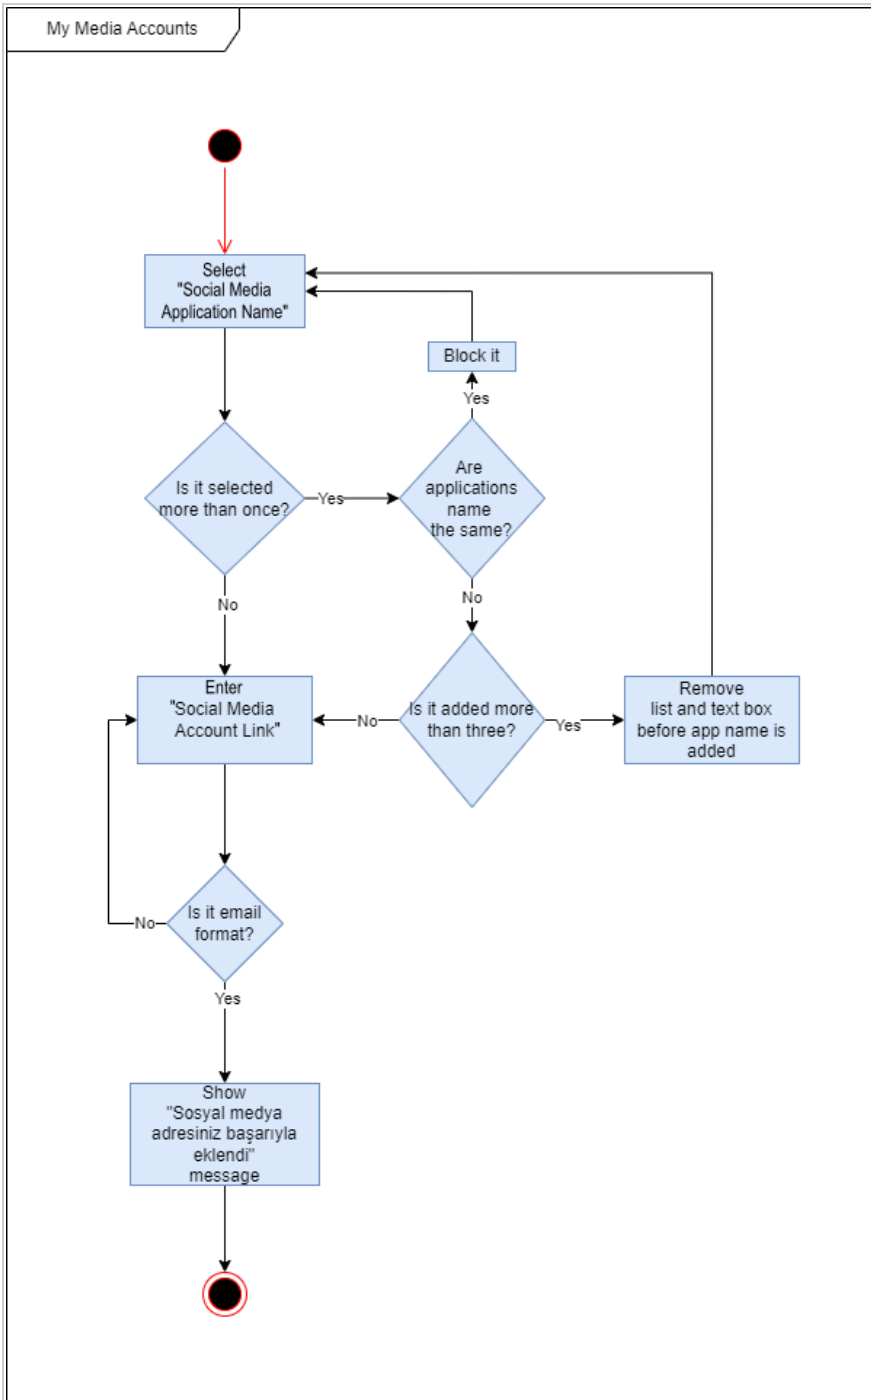 My Media Accounts
Select
"Social Media
Application Name"
Block it
Yes
Is it selected
more than once?
Yes
Are
applications
name
the same?
No
No
Enter
"Social Media
Account Link"
No
Is it added more
than three?
Yes
Remove
list and text box
before app name is
added
Is it email
format?
No
Yes
Show
"Sosyal medya
adresiniz başarıyla
eklendi"
message